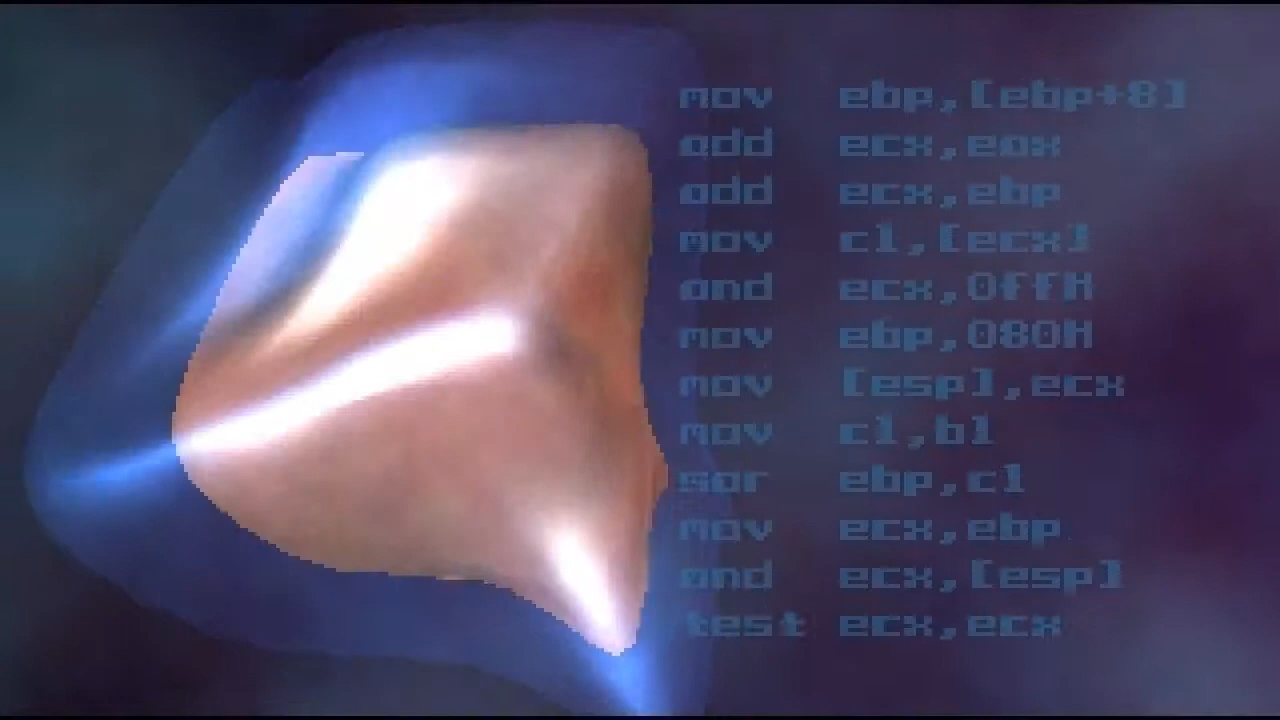 mov ebp,[ebp+8]
add ecx,eax
add ecx,ebp
mov cl,[ecx]
and ecx,0ffH
mov ebp,080H
mov [esp],ecx
mov cl,bl
sar ebp,cl
mov ecx,ebp
and ecx,[esp]
test ecx,ecx